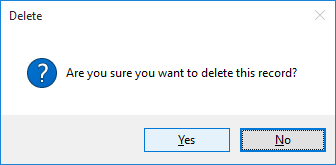 Delete
Are you sure you want to delete this record?
Yes
No